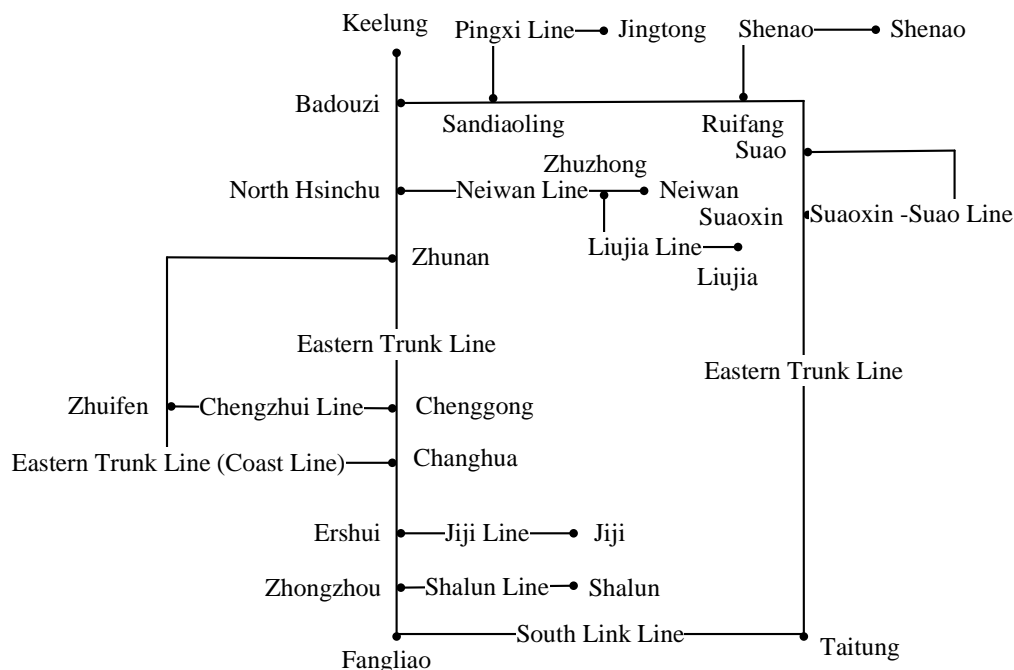 Keelung
Pingxi Line
Jingtong
Shenao
Shenao
Badouzi
Sandiaoling
Ruifang
Suao
Zhuzhong
North Hsinchu
Neiwan Line
Neiwan
Suaoxin
Suaoxin -Suao Line
Liujia Line
Liujia
Zhunan
Eastern Trunk Line
Eastern Trunk Line
Zhuifen
Chengzhui Line
Chenggong
Eastern Trunk Line (Coast Line)
Changhua
Ershui
Jiji Line
Jiji
Zhongzhou
Shalun Line
Shalun
South Link Line
Fangliao
Taitung